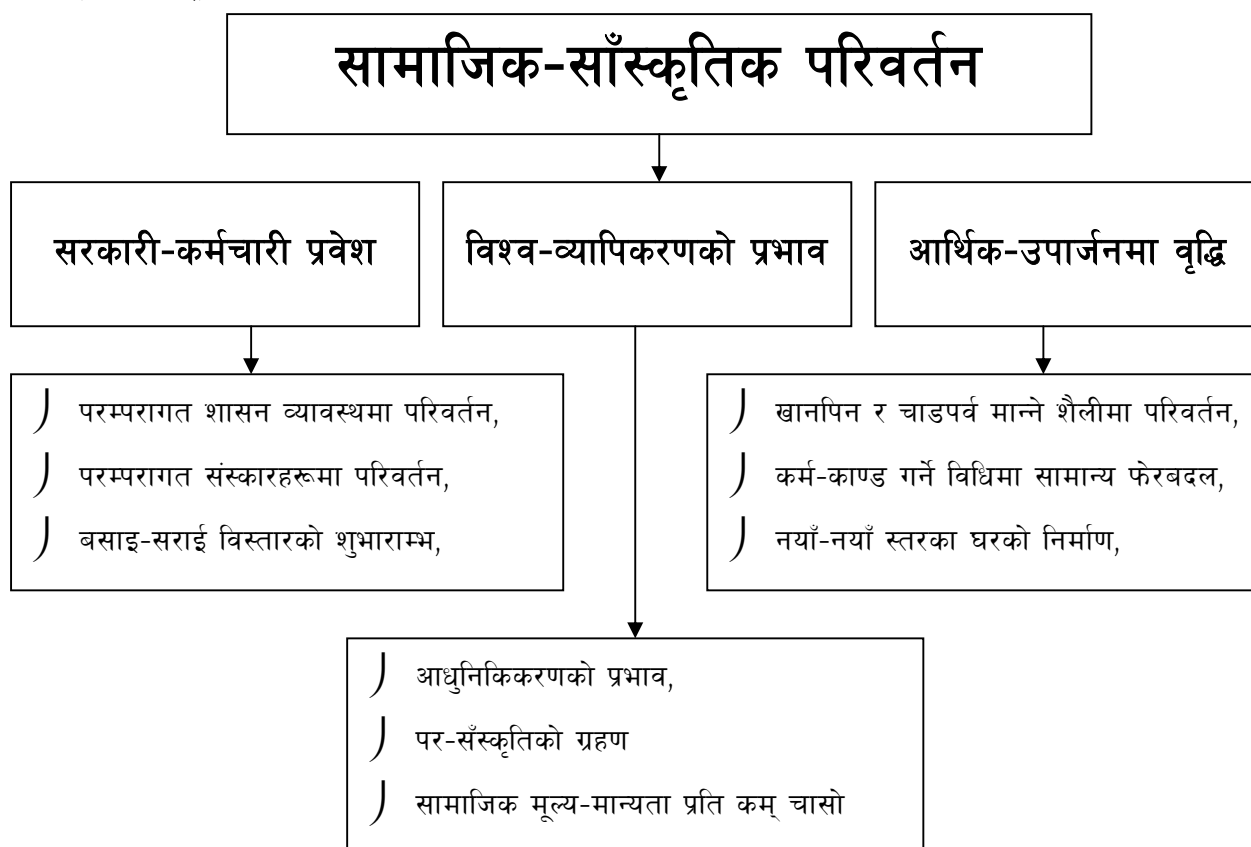 सामाजिक-साँस्कृतिक परिवर्तन
सरकारी-कर्मचारी प्रवेश
विश्व-व्यापिकरणको प्रभाव
आर्थिक-उपार्जनमा वृद्धि
परम्परागत शासन व्यावस्थमा परिवर्तन,
परम्परागत संस्कारहरूमा परिवर्तन,
बसाइ-सराई विस्तारको शुभाराम्भ,
खानपिन र चाडपर्व मान्ने शैलीमा परिवर्तन,
कर्म-काण्ड गर्ने विधिमा सामान्य फेरबदल,
नयाँ-नयाँ स्तरका घरको निर्माण,
आधुनिकिकरणको प्रभाव,
पर-सँस्कृतिको ग्रहण
सामाजिक मूल्य-मान्यता प्रति कम् चासो